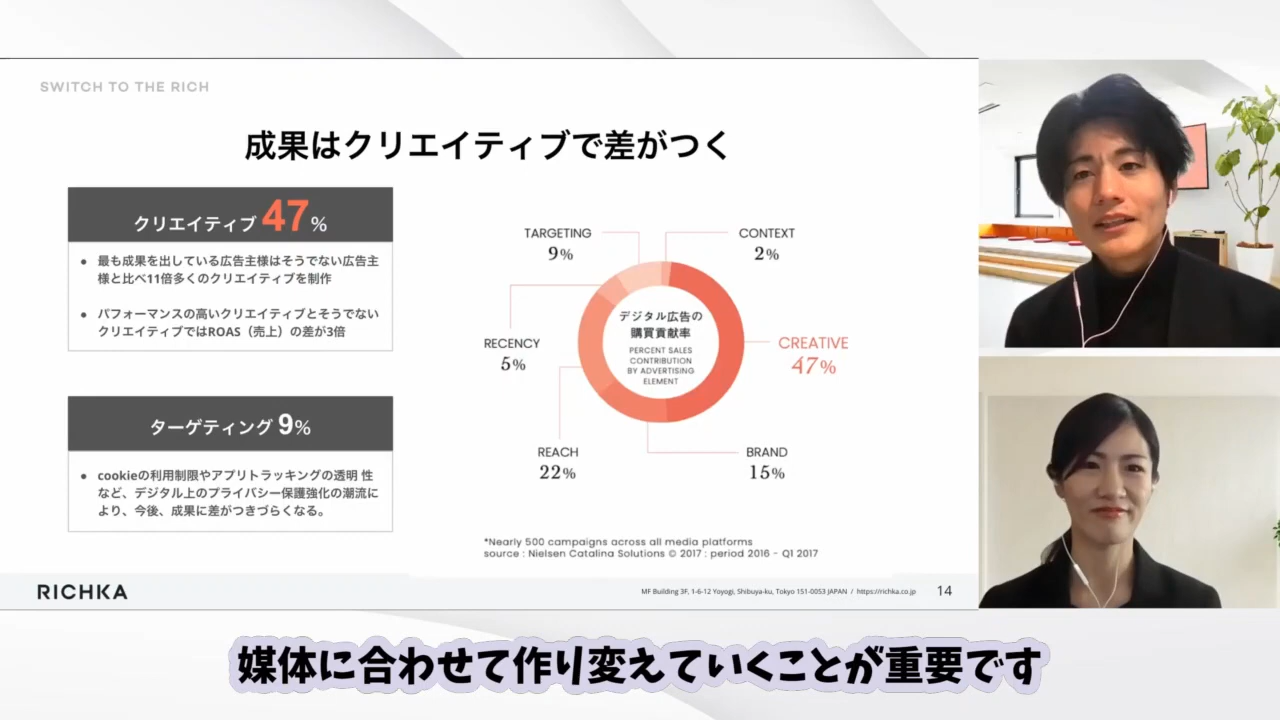 SWITCH TO THE RICH
成果はクリエイティブで差がつく
クリエイティブ 47%
• 最も成果を出している広告主様はそうでない広告主
様と比べ11倍多くのクリエイティブを制作
• パフォーマンスの高いクリエイティブとそうでない
クリエイティブではROAS（売上）の差が3倍
ターゲティング 9%
• cookieの利用制限やアプリトラッキングの透明 性
など、デジタル上のプライバシー保護強化の潮流に
より、今後、成果に差がつきづらくなる。
TARGETING
9%
CONTEXT
2%
RECENCY
5%
デジタル広告の
購買貢献率
PERCENT SALES
CONTRIBUTION
BY ADVERTISING
ELEMENT
CREATIVE
47%
REACH
22%
BRAND
15%
*Nearly 500 campaigns across all media platforms
source : Nielsen Catalina Solutions © 2017 : period 2016 - Q1 2017
RICHKA
MF Building 3F, 1-6-12 Yoyogi, Shibuya-ku, Tokyo 151-0053 JAPAN / https://richka.co.jp
14
媒体に合わせて作り変えていくことが重要です